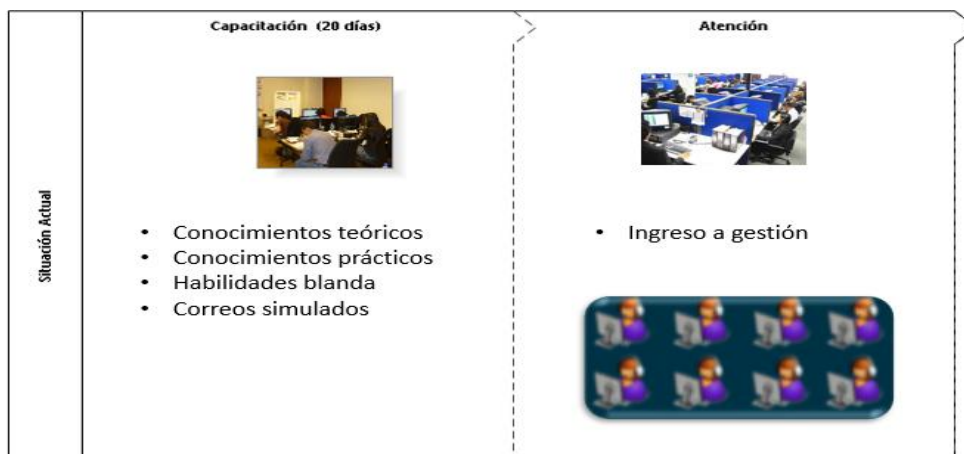 Capacitación (20 días)
Atención
Situación Actual
• Conocimientos teóricos
• Conocimientos prácticos
• Habilidades blanda
• Correos simulados
• Ingreso a gestión